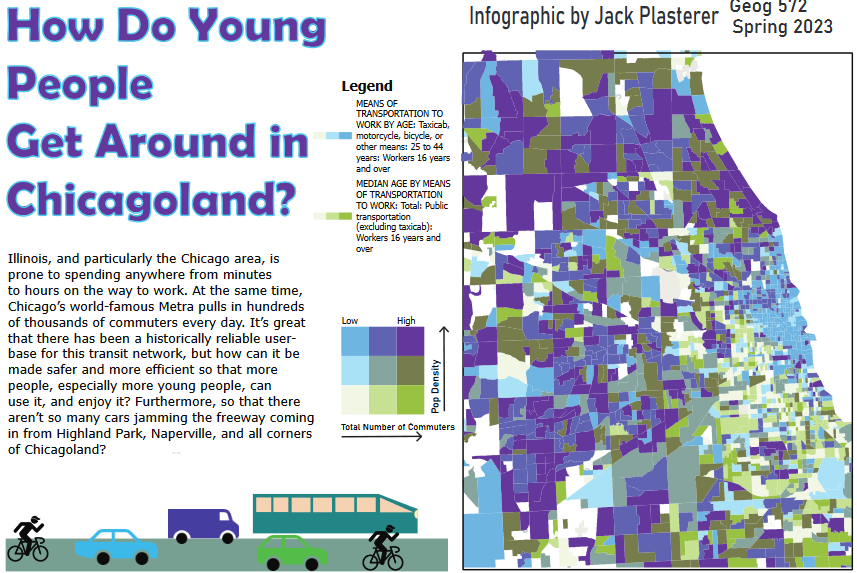 How Do Young
People
Get Around in
Chicagoland?
Infographic by Jack Plasterer
Geog 572
Spring 2023
Legend
MEANS OF
TRANSPORTATION TO
WORK BY AGE: Taxicab,
motorcycle, bicycle, or
other means: 25 to 44
years: Workers 16 years
and over
MEDIAN AGE BY MEANS
OF TRANSPORTATION
TO WORK: Total: Public
transportation
(excluding taxicab):
Workers 16 years and
over
Illinois, and particularly the Chicago area, is
prone to spending anywhere from minutes
to hours on the way to work. At the same time,
Chicago's world-famous Metra pulls in hundreds
of thousands of commuters every day. It's great
that there has been a historically reliable user-
base for this transit network, but how can it be
made safer and more efficient so that more
people, especially more young people, can
use it, and enjoy it? Furthermore, so that there
aren't so many cars jamming the freeway coming
in from Highland Park, Naperville, and all corners
of Chicagoland?
Low
High
Pop Density
Total Number of Commuters